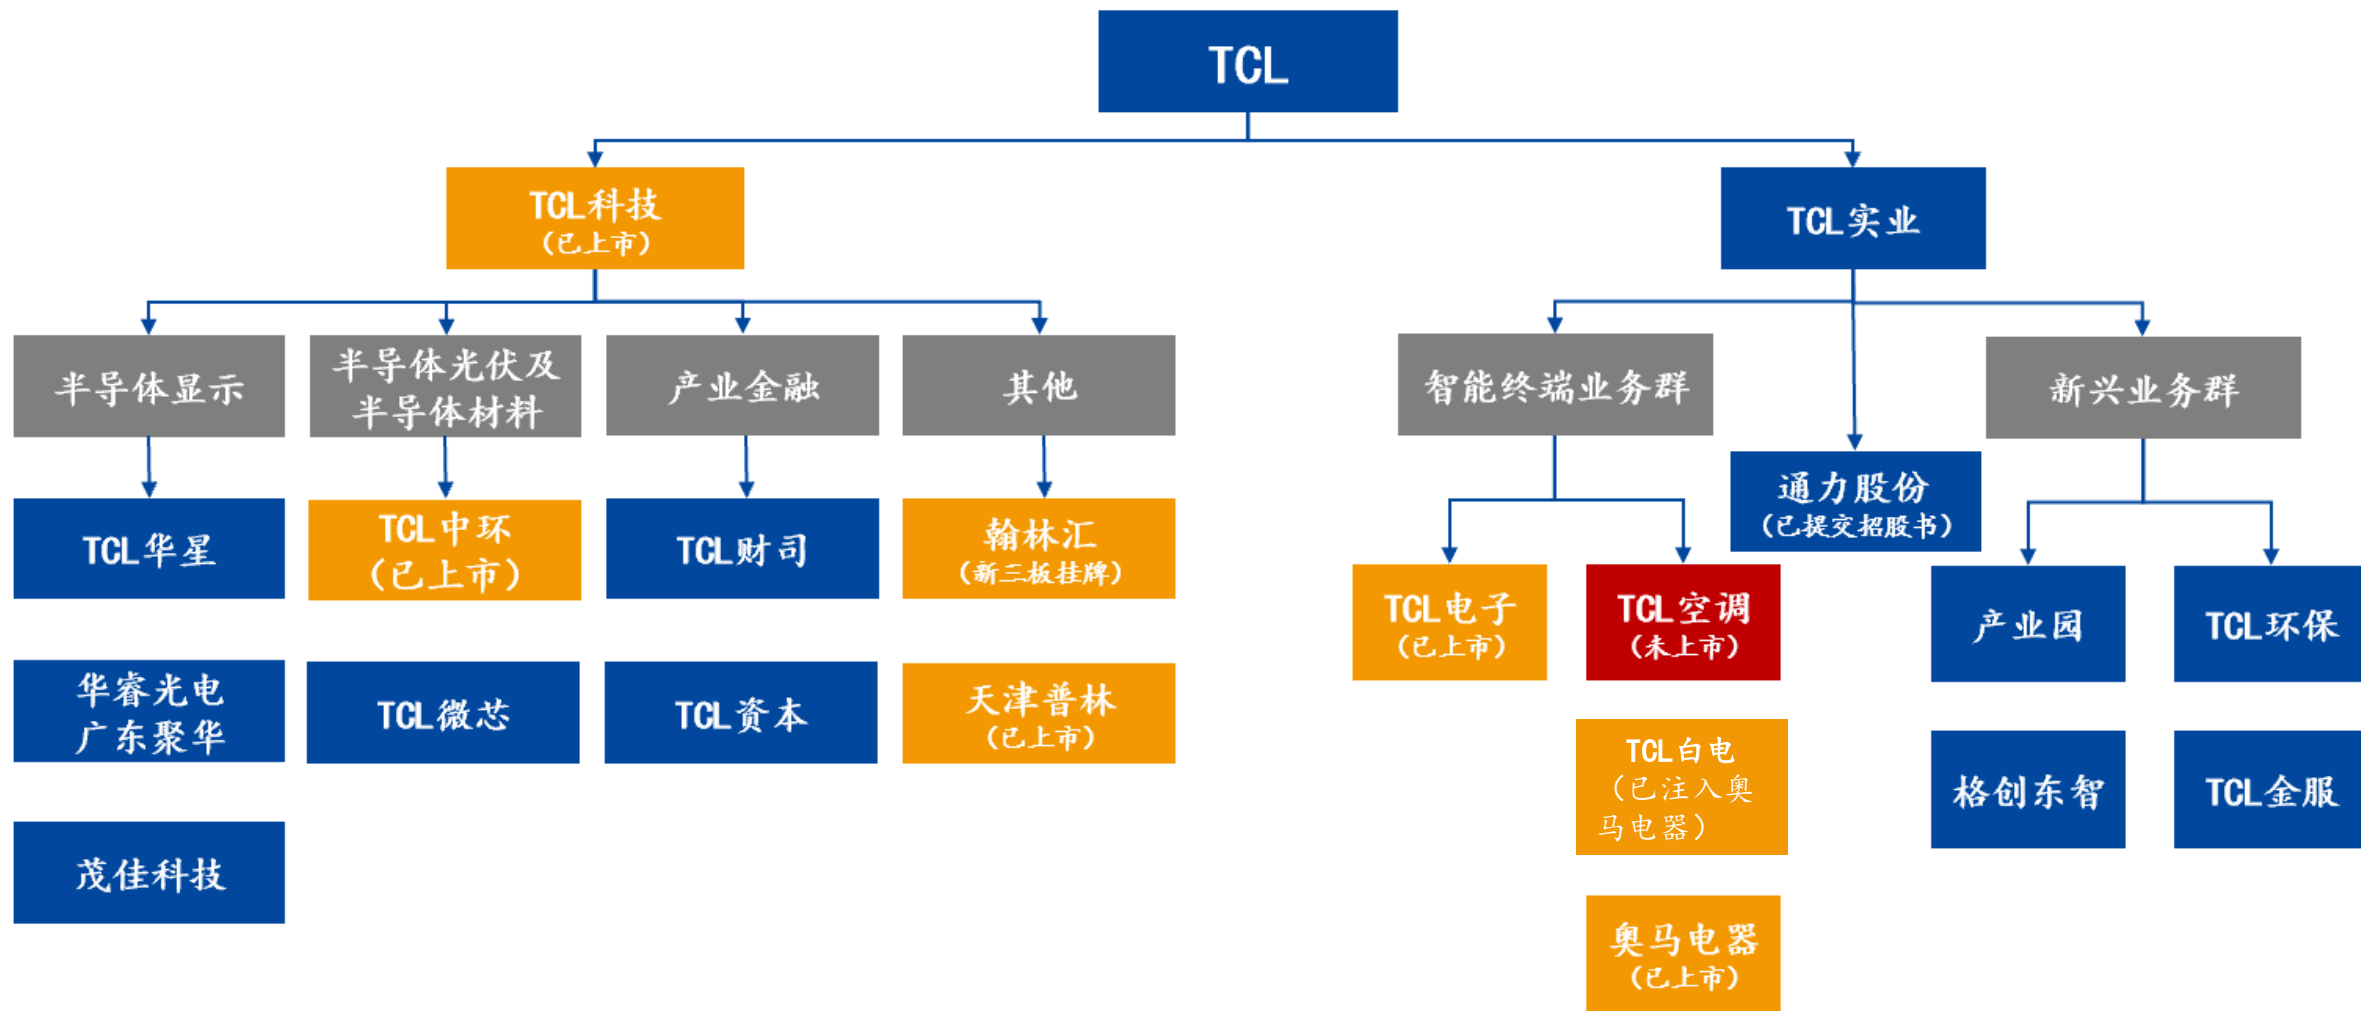 TCL
TCL科技
（已上市）
TCL实业
半导体显示
半导体光伏及
半导体材料
产业金融
其他
智能终端业务群
新兴业务群
通力股份
（已提交招股书）
TCL华星
TCL中环
（已上市）
TCL财司
翰林汇
（新三板挂牌）
TCL电子
（已上市）
TCL空调
（未上市）
产业园
TCL环保
华睿光电
广东聚华
TCL微芯
TCL资本
天津普林
（已上市）
TCL白电
（已注入奥
马电器）
格创东智
TCL金服
茂佳科技
奥马电器
（已上市）